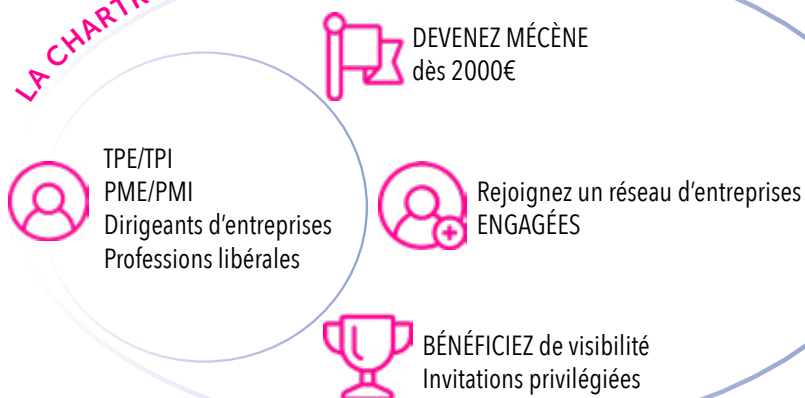 LA CHARTR
DEVENEZ MÉCÈNE
dès 2000€
TPE/TPI
PME/PMI
Dirigeants d'entreprises
Professions libérales
Rejoignez un réseau d'entreprises
ENGAGÉES
BÉNÉFICIEZ de visibilité
Invitations privilégiées